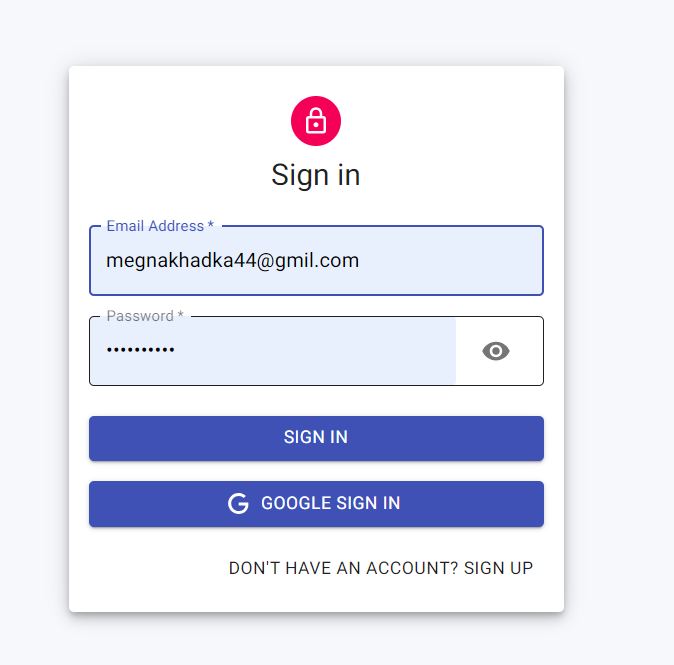 Sign in
Email Address *
megnakhadka44@gmil.com
Password *
••••••••••
SIGN IN
GOOGLE SIGN IN
DON'T HAVE AN ACCOUNT? SIGN UP